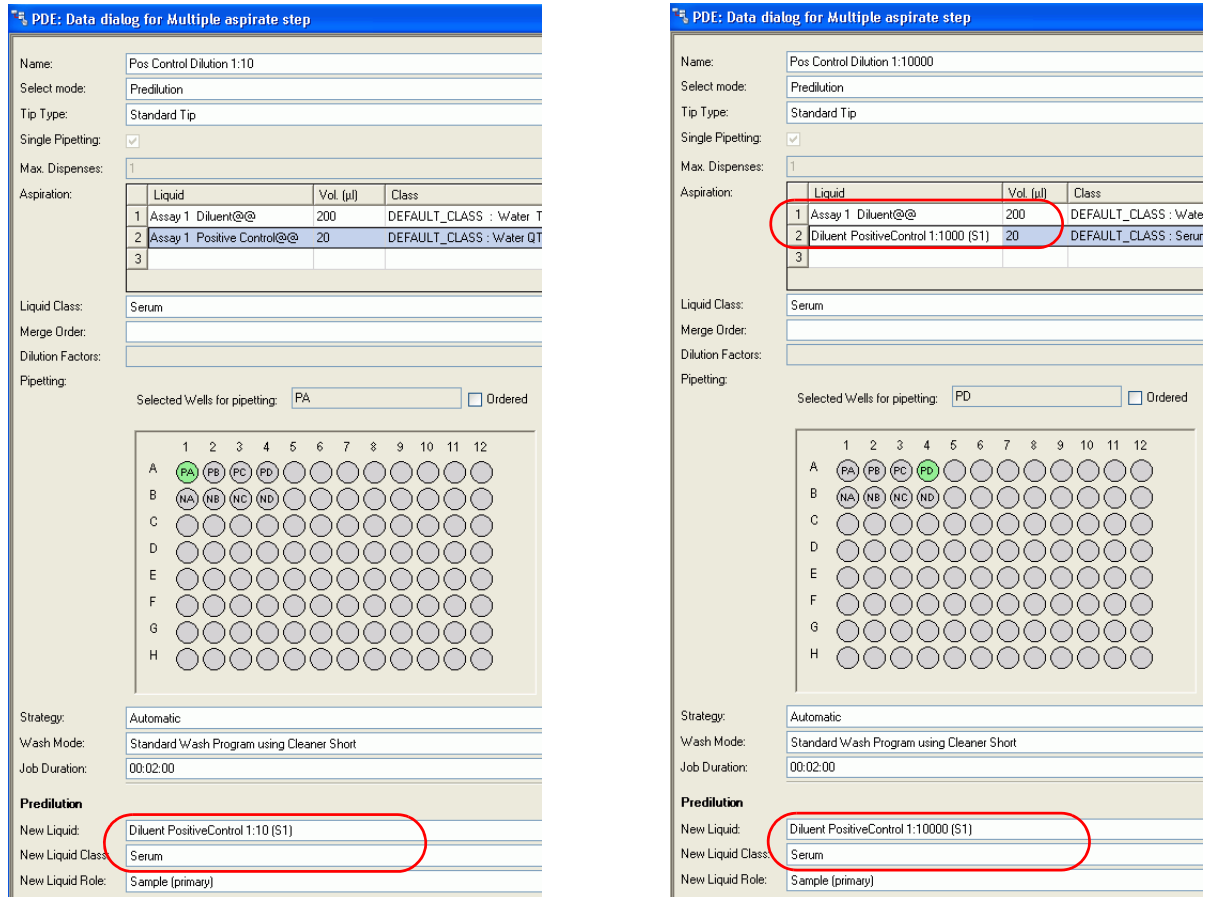 PDE: Data dialog for Multiple aspirate step
Name: Pos Control Dilution 1:10
Select mode: Predilution
Tip Type: Standard Tip
Single Pipetting:
Max. Dispenses: 1
Aspiration: Liquid Vol. (µl) Class
1 Assay 1 Diluent@@ 200 DEFAULT_CLASS : Water T
2 Assay 1 Positive Control@@ 20 DEFAULT_CLASS : Water QT
3
Liquid Class: Serum
Merge Order:
Dilution Factors:
Pipetting:
Selected Wells for pipetting: PA Ordered
1 2 3 4 5 6 7 8 9 10 11 12
A PA PB PC PD
B NA NB NC ND
C
D
E
F
G
H
Strategy: Automatic
Wash Mode: Standard Wash Program using Cleaner Short
Job Duration: 00:02:00
Predilution
New Liquid: Diluent PositiveControl 1:10 (S1)
New Liquid Class: Serum
New Liquid Role: Sample (primary)
PDE: Data dialog for Multiple aspirate step
Name: Pos Control Dilution 1:10000
Select mode: Predilution
Tip Type: Standard Tip
Single Pipetting:
Max. Dispenses: 1
Aspiration: Liquid Vol. (µl) Class
1 Assay 1 Diluent@@ 200 DEFAULT_CLASS : Wate
2 Diluent PositiveControl 1:1000 (S1) 20 DEFAULT_CLASS : Serur
3
Liquid Class: Serum
Merge Order:
Dilution Factors:
Pipetting:
Selected Wells for pipetting: PD Ordered
1 2 3 4 5 6 7 8 9 10 11 12
A PA PB PC PD
B NA NB NC ND
C
D
E
F
G
H
Strategy: Automatic
Wash Mode: Standard Wash Program using Cleaner Short
Job Duration: 00:02:00
Predilution
New Liquid: Diluent PositiveControl 1:10000 (S1)
New Liquid Class: Serum
New Liquid Role: Sample (primary)